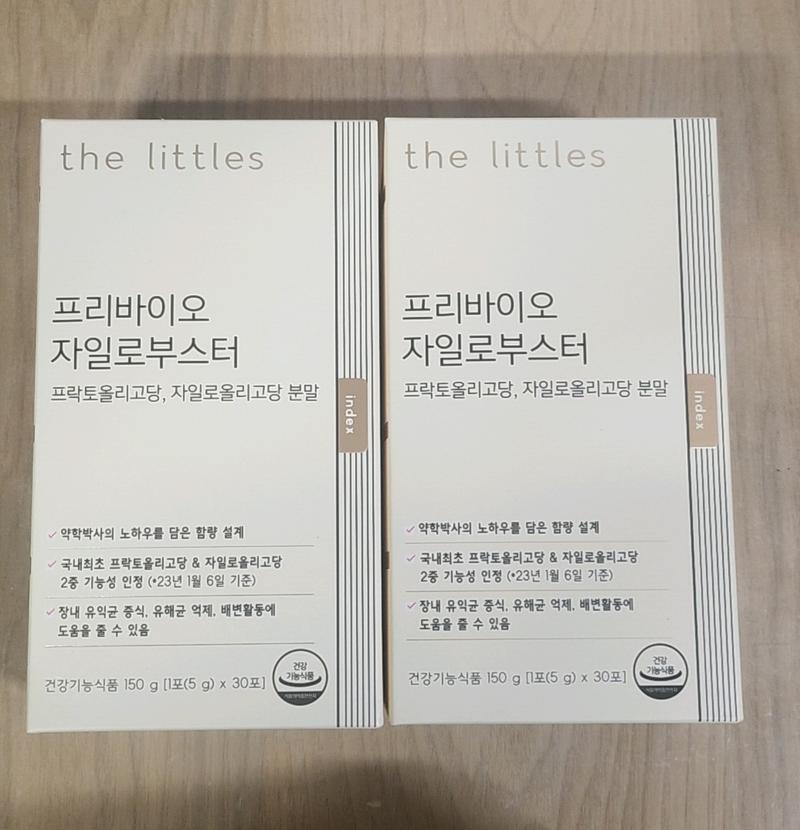 the littles
프리바이오
자일로부스터
프락토올리고당, 자일로올리고당 분말
index
약학박사의 노하우를 담은 함량 설계
국내최초 프락토올리고당 & 자일로올리고당
2중 기능성 인정 (*23년 1월 6일 기준)
장내 유익균 증식, 유해균 억제, 배변활동에
도움을 줄 수 있음
건강기능식품 150 g [1포(5 g) x 30포]
건강
기능식품
the littles
프리바이오
자일로부스터
프락토올리고당, 자일로올리고당 분말
index
약학박사의 노하우를 담은 함량 설계
국내최초 프락토올리고당 & 자일로올리고당
2중 기능성 인정 (*23년 1월 6일 기준)
장내 유익균 증식, 유해균 억제, 배변활동에
도움을 줄 수 있음
건강기능식품 150 g [1포(5 g) x 30포]
건강
기능식품